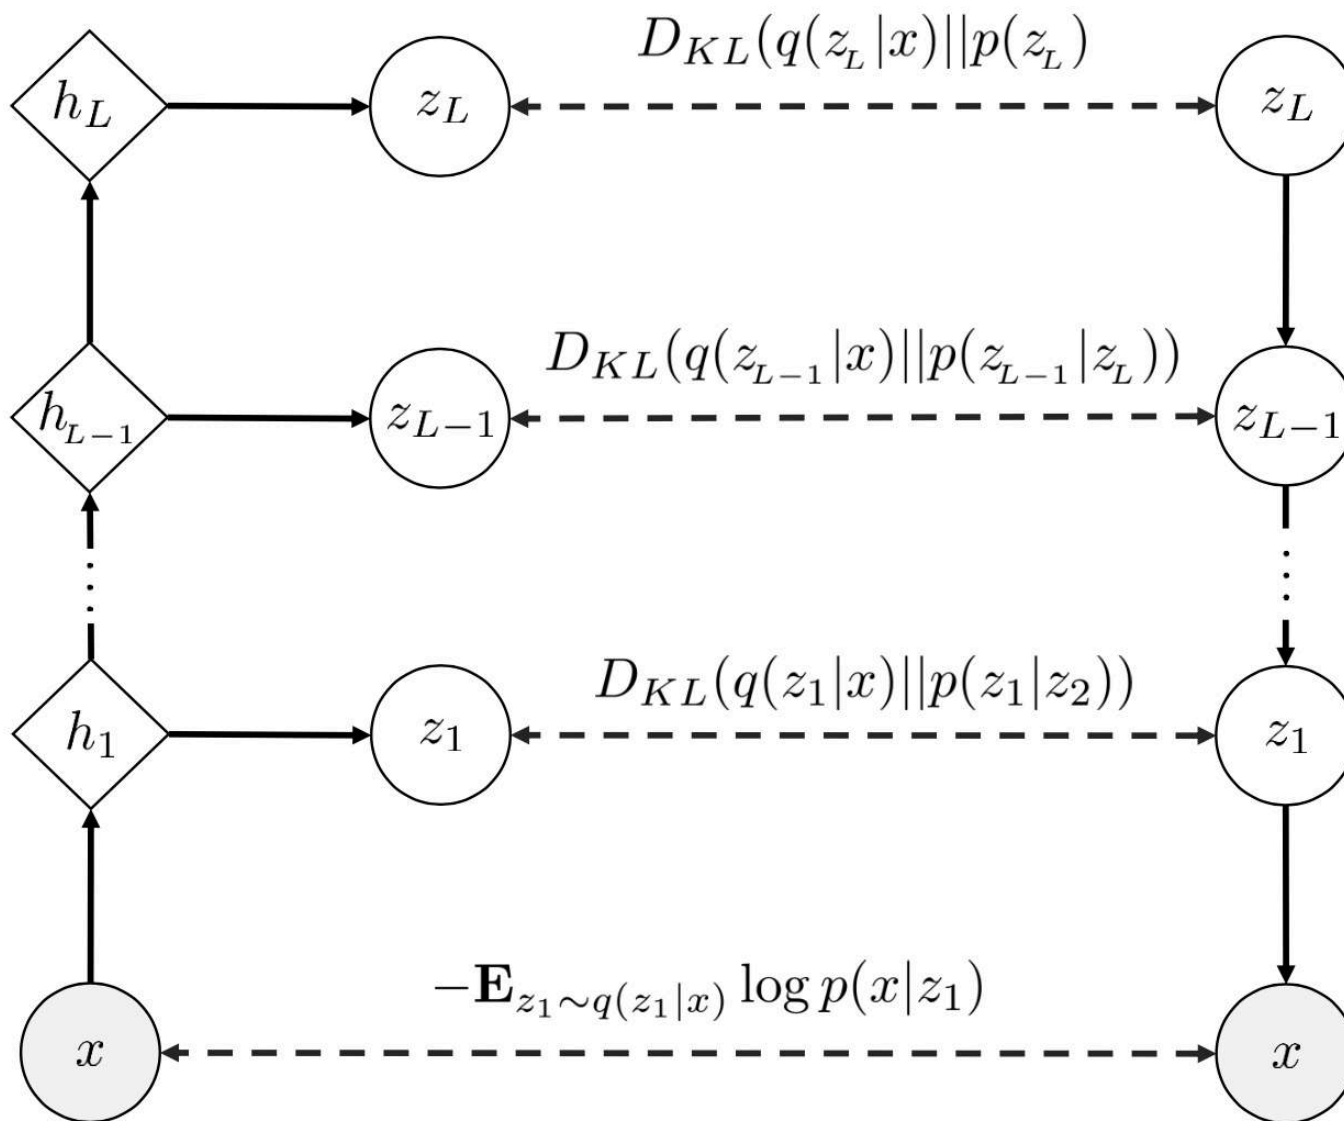 D_{KL}(q(z_L|x)||p(z_L)
h_L z_L z_L
D_{KL}(q(z_{L-1}|x)||p(z_{L-1}|z_L))
h_{L-1} z_{L-1} z_{L-1}
D_{KL}(q(z_1|x)||p(z_1|z_2))
h_1 z_1 z_1
-E_{z_1∼q(z_1|x)} log p(x|z_1)
x x